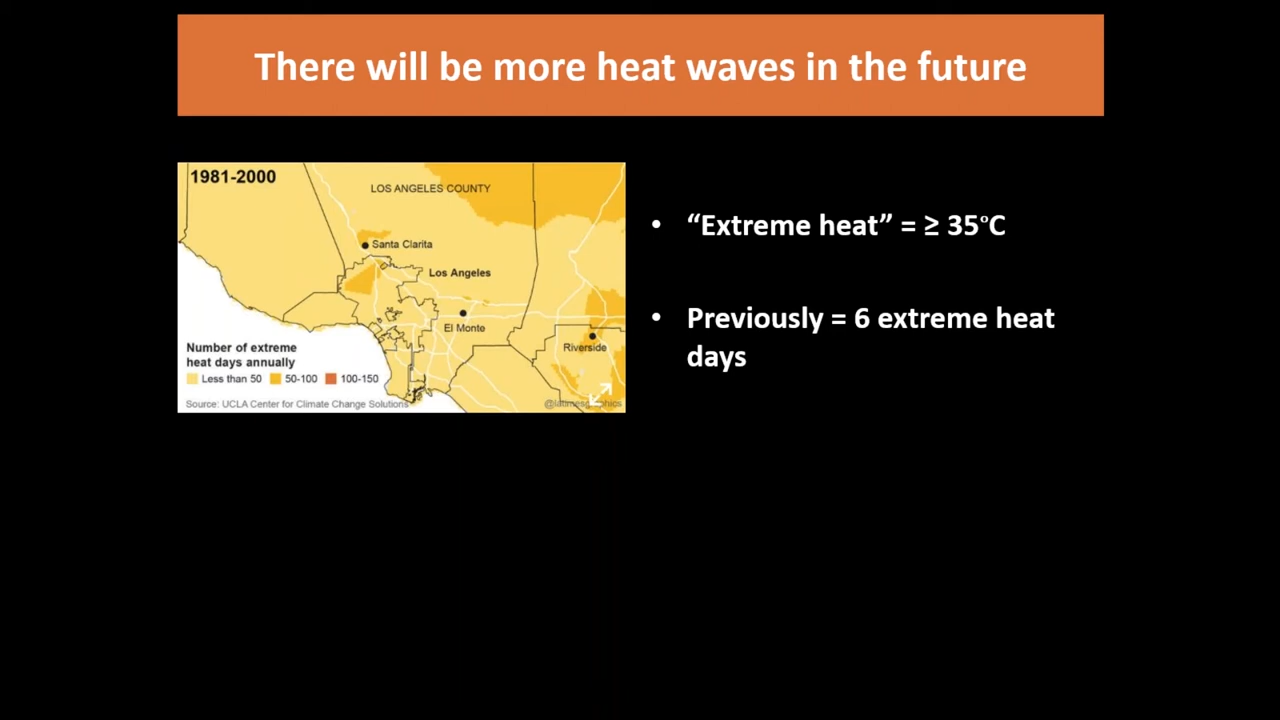 There will be more heat waves in the future
1981-2000
LOS ANGELES COUNTY
Santa Clarita
Los Angeles
El Monte
Riverside
Number of extreme
heat days annually
Less than 50 50-100 100-150
Source: UCLA Center for Climate Change Solutions
@latimesgraphics
• “Extreme heat” = ≥ 35°C
• Previously = 6 extreme heat
days